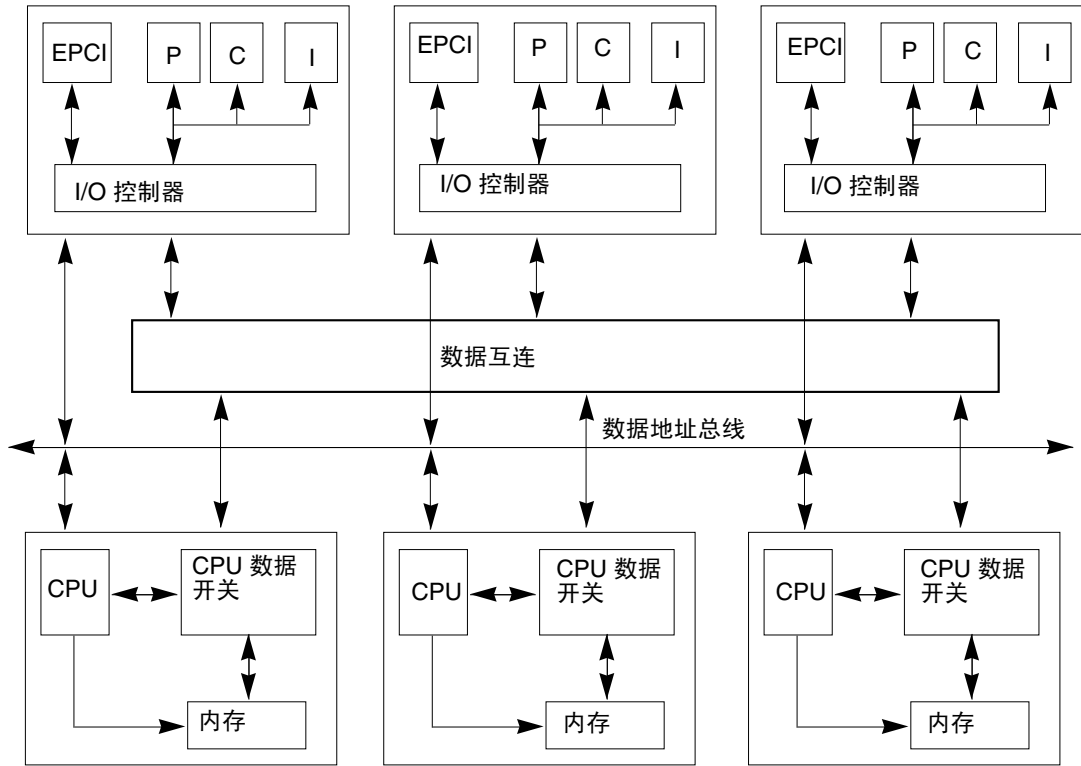 EPCI
P
C
I
I/O 控制器
EPCI
P
C
I
I/O 控制器
EPCI
P
C
I
I/O 控制器
数据互连
数据地址总线
CPU
CPU 数据
开关
内存
CPU
CPU 数据
开关
内存
CPU
CPU 数据
开关
内存